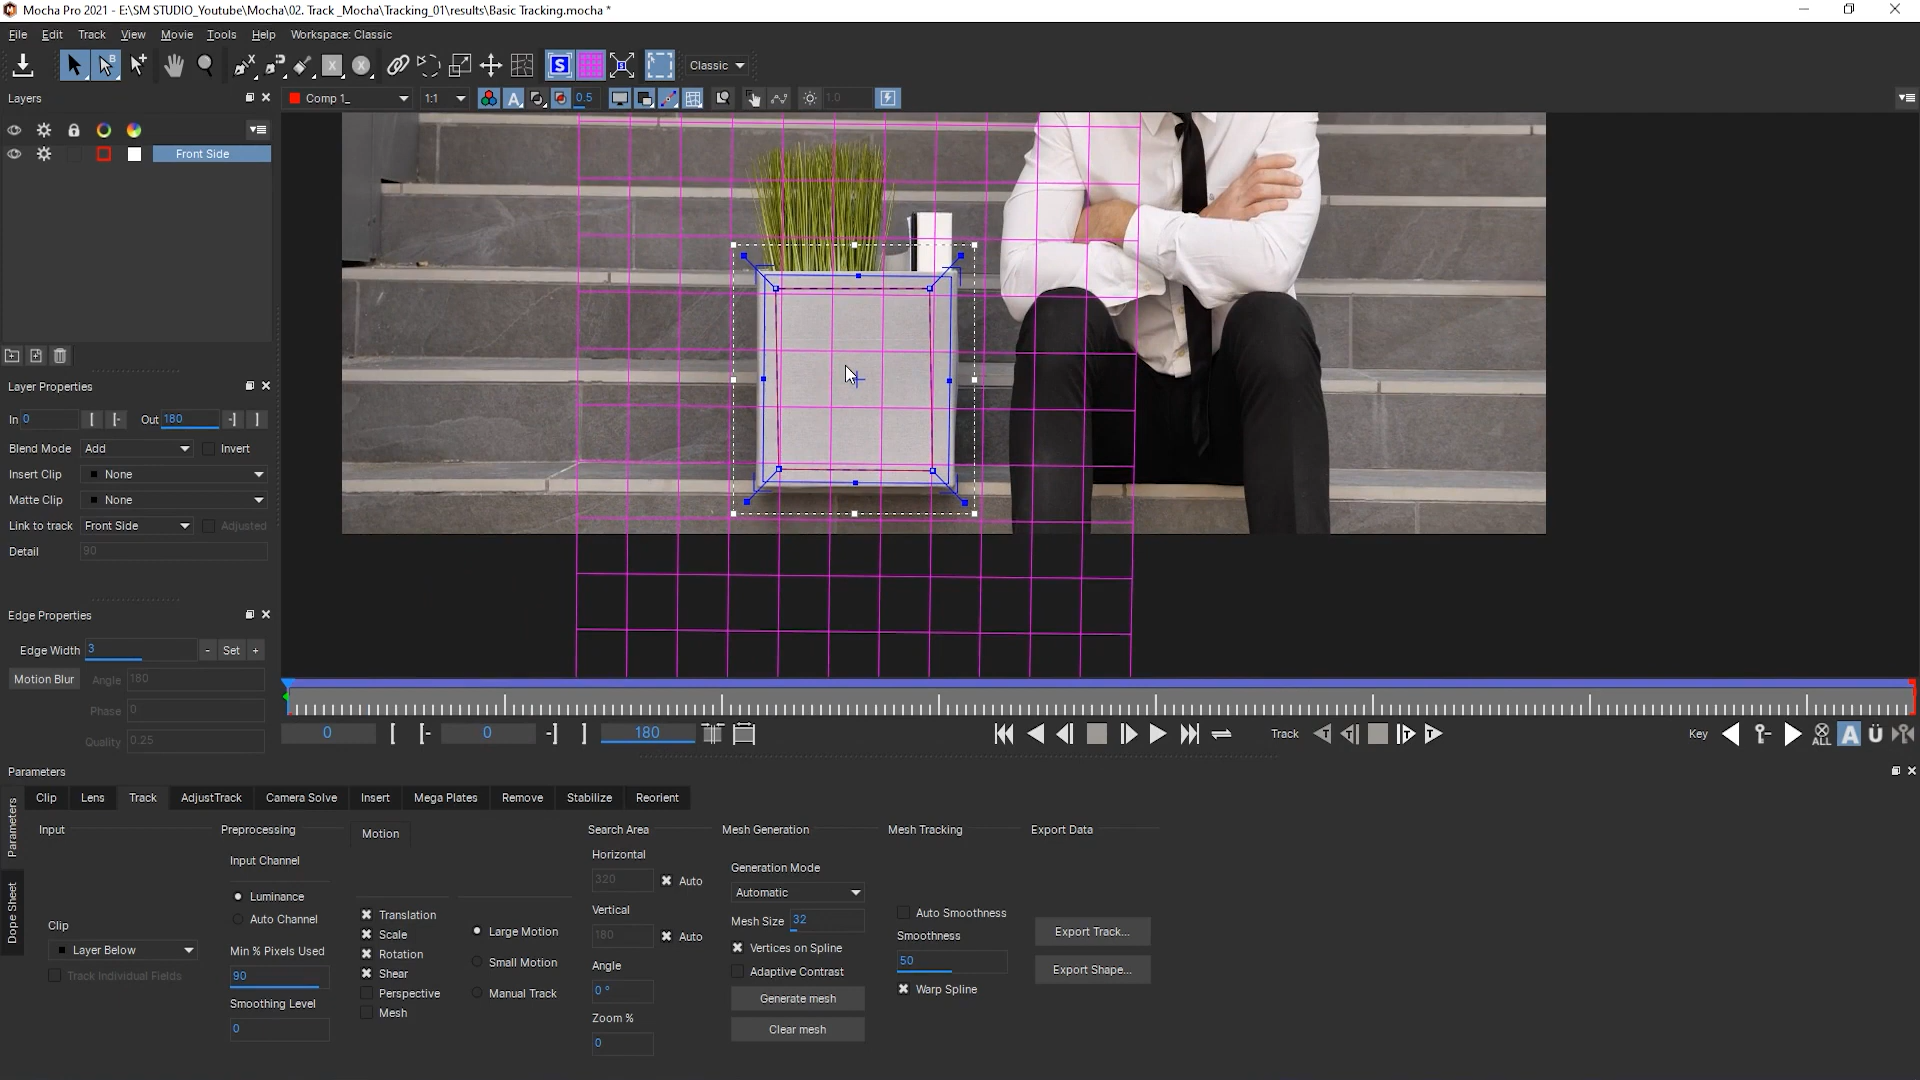 Mocha Pro 2021 - E:\SM STUDIO_Youtube\Mocha\02. Track _Mocha\Tracking_01\results\Basic Tracking.mocha *
File Edit Track View Movie Tools Help Workspace: Classic
S Classic
Layers Comp 1_ 1:1 A 0.5 1.0
Front Side
Layer Properties
In 0 [ [- Out 180 -] ]
Blend Mode Add Invert
Insert Clip None
Matte Clip None
Link to track Front Side Adjusted
Detail 90
Edge Properties
Edge Width 3 - Set +
Motion Blur Angle 180
Phase 0
Quality 0.25
0 [ [- 0 -] ] 180 Track T T T T Key ALL A Ü
Parameters
Clip Lens Track AdjustTrack Camera Solve Insert Mega Plates Remove Stabilize Reorient
Parameters
Dope Sheet
Input
Clip
Layer Below
Track Individual Fields
Preprocessing
Input Channel
Luminance
Auto Channel
Min % Pixels Used
90
Smoothing Level
0
Motion
Translation
Scale
Rotation
Shear
Perspective
Mesh
Large Motion
Small Motion
Manual Track
Search Area
Horizontal
320 Auto
Vertical
180 Auto
Angle
0 °
Zoom %
0
Mesh Generation
Generation Mode
Automatic
Mesh Size 32
Vertices on Spline
Adaptive Contrast
Generate mesh
Clear mesh
Mesh Tracking
Auto Smoothness
Smoothness
50
Warp Spline
Export Data
Export Track...
Export Shape...